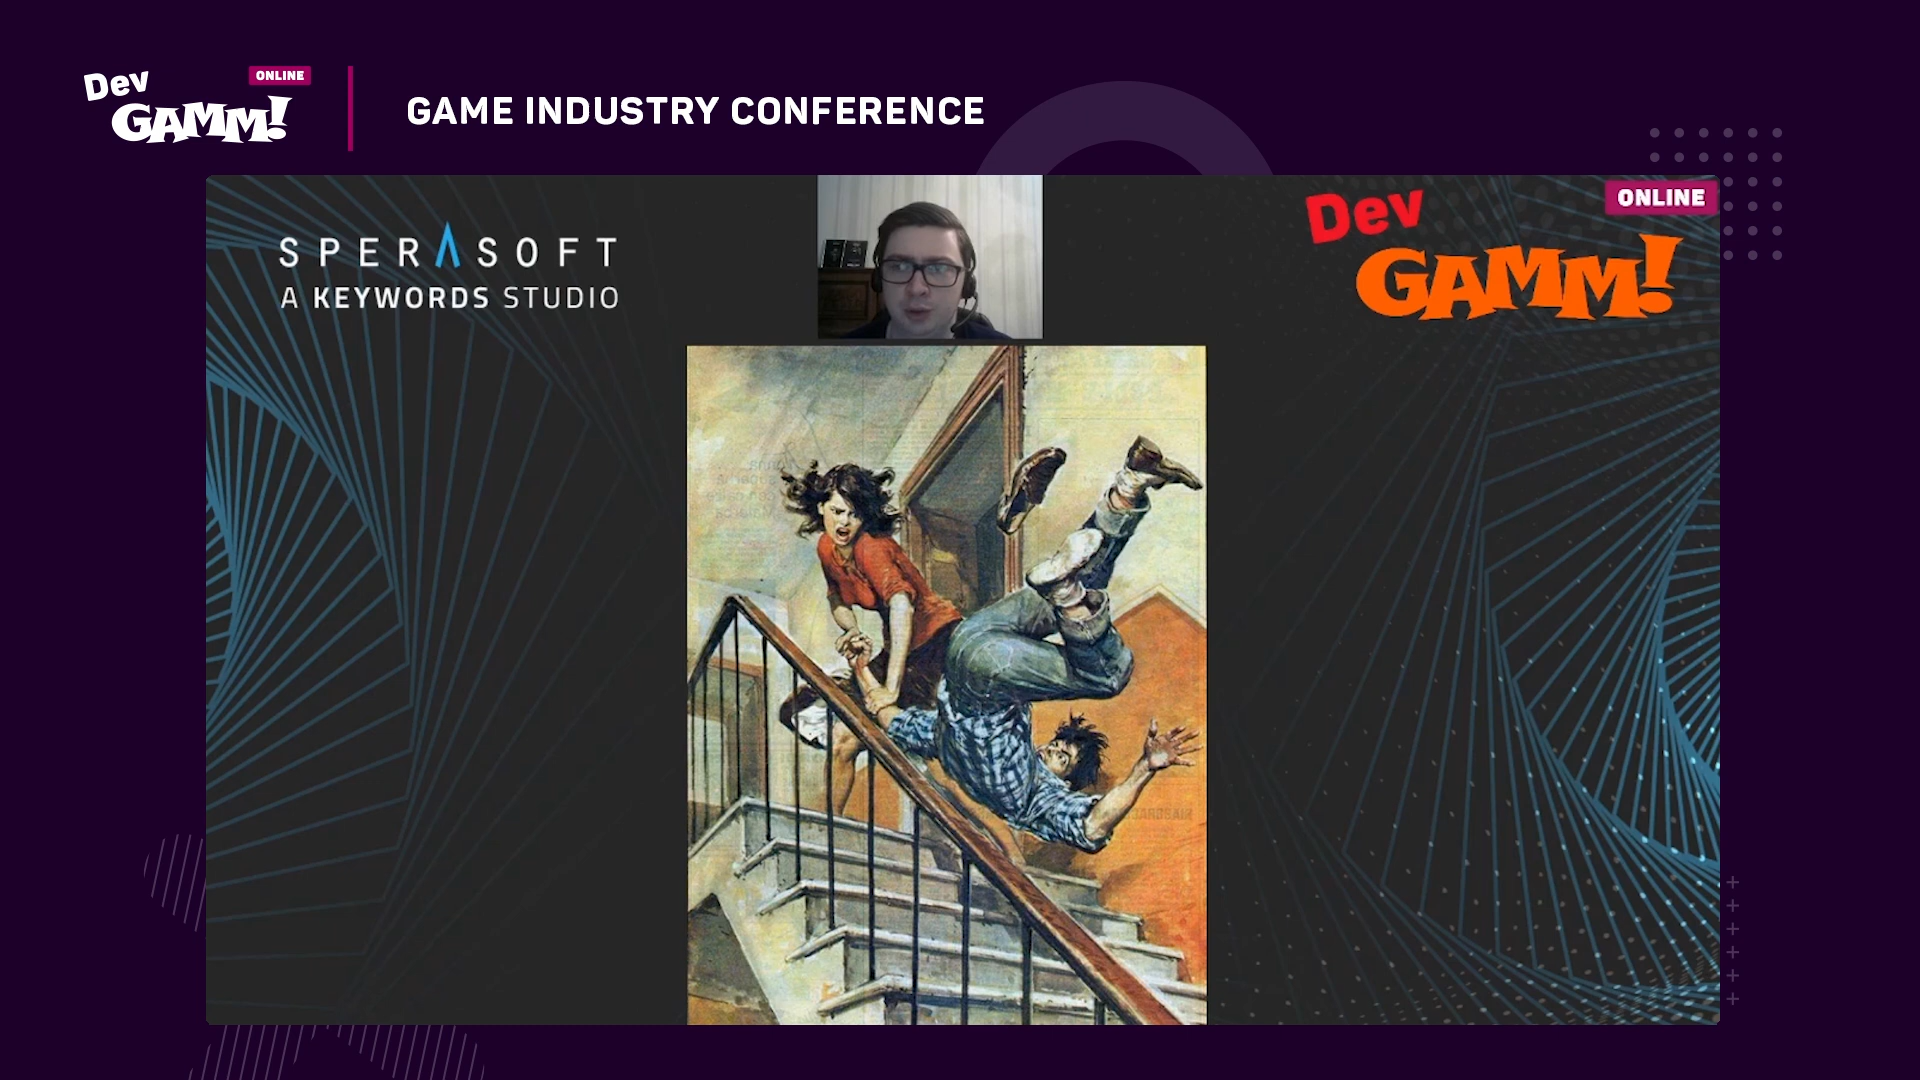 Dev
GAMM!
ONLINE
GAME INDUSTRY CONFERENCE
SPERASOFT
A KEYWORDS STUDIO
Dev
GAMM!
ONLINE